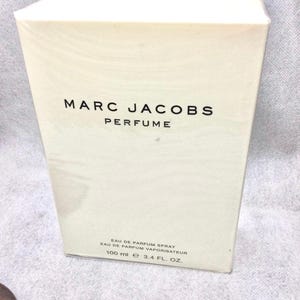 MARC JACOBS
PERFUME
EAU DE PARFUM SPRAY
EAU DE PARFUM VAPORISATEUR
100 ml ℮ 3.4 FL. OZ.